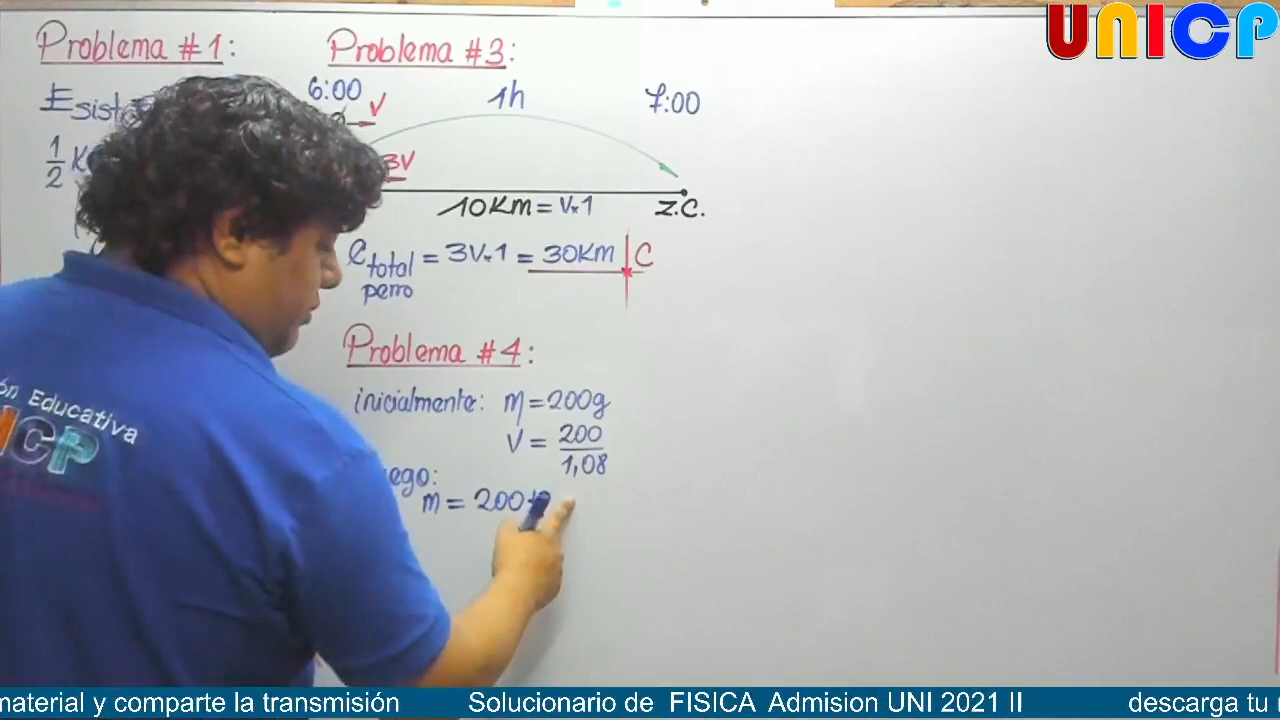 UNICP
Problema #1:
Problema #3:
6:00
1h
7:00
V
3V
1/2
10KM = V×1
Z.C.
e total perro = 3V×1 = 30KM C
Problema #4:
inicialmente: m = 200g
V = 200/1,08
m = 200 +
Educativa
material y comparte la transmisión
Solucionario de FISICA Admision UNI 2021 II
descarga tu